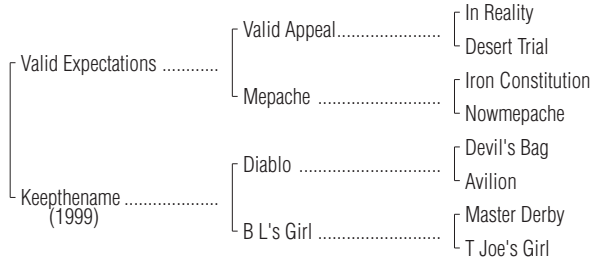 In Reality
Valid Appeal.......................
Desert Trial
Valid Expectations ............
Iron Constitution
Mepache ...........................
Nowmepache
Devil's Bag
Diablo ...............................
Avilion
Keepthename ....................
(1999)
Master Derby
B L's Girl ...........................
T Joe's Girl